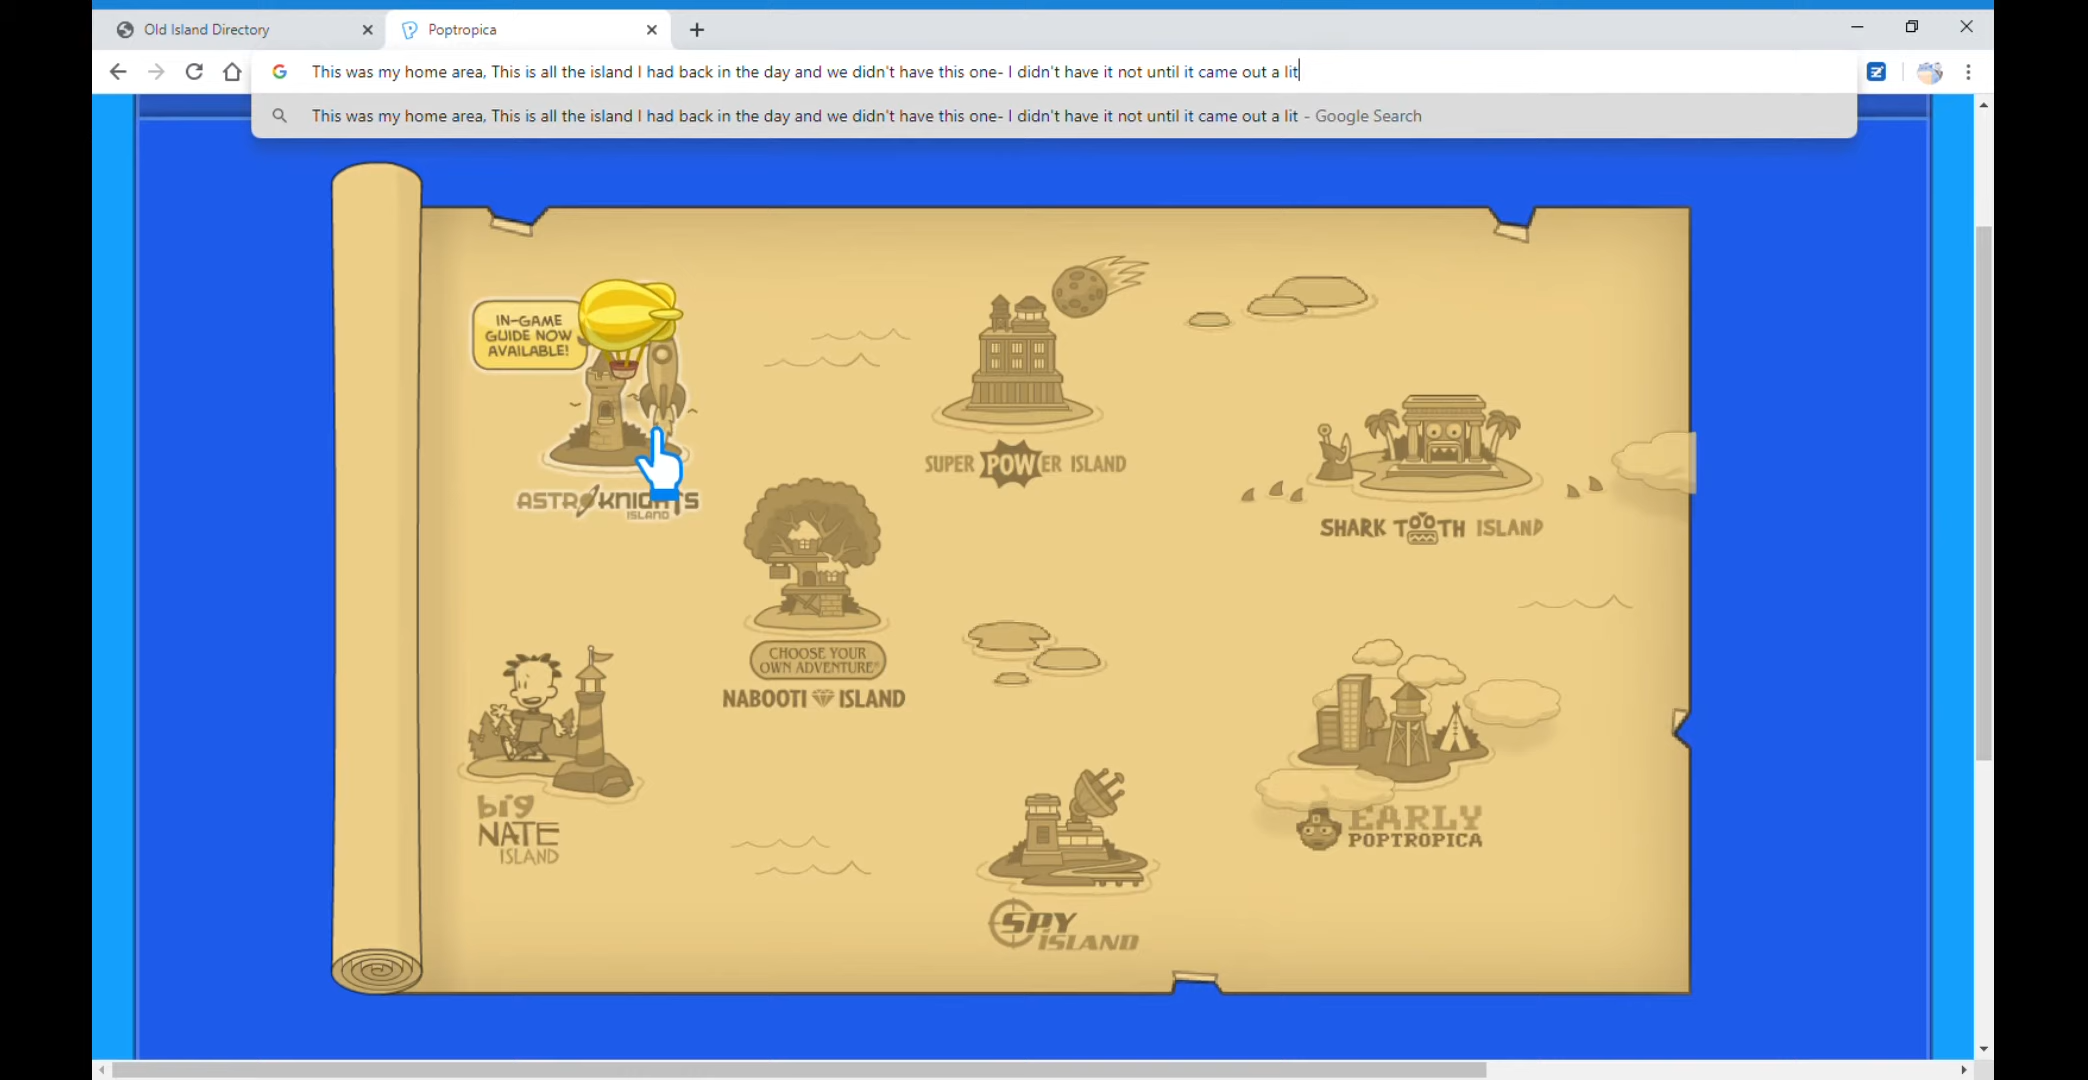 Old Island Directory
Poptropica
This was my home area, This is all the island I had back in the day and we didn't have this one- I didn't have it not until it came out a lit
This was my home area, This is all the island I had back in the day and we didn't have this one- I didn't have it not until it came out a lit - Google Search
IN-GAME
GUIDE NOW
AVAILABLE!
ASTRO KNIGHTS
ISLAND
SUPER POWER ISLAND
SHARK TOOTH ISLAND
CHOOSE YOUR
OWN ADVENTURE®
NABOOTI ISLAND
big
NATE
ISLAND
EARLY
POPTROPICA
SPY
ISLAND